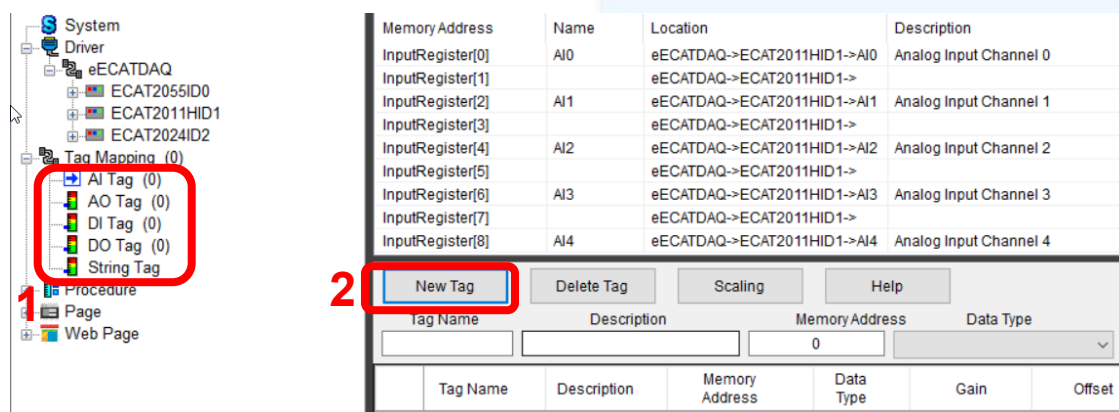 System
Driver
eECATDAQ
ECAT2055ID0
ECAT2011HID1
ECAT2024ID2
Tag Mapping (0)
AI Tag (0)
AO Tag (0)
DI Tag (0)
DO Tag (0)
String Tag
1
Procedure
Page
Web Page
Memory Address Name Location Description
InputRegister[0] AI0 eECATDAQ->ECAT2011HID1->AI0 Analog Input Channel 0
InputRegister[1] eECATDAQ->ECAT2011HID1->
InputRegister[2] AI1 eECATDAQ->ECAT2011HID1->AI1 Analog Input Channel 1
InputRegister[3] eECATDAQ->ECAT2011HID1->
InputRegister[4] AI2 eECATDAQ->ECAT2011HID1->AI2 Analog Input Channel 2
InputRegister[5] eECATDAQ->ECAT2011HID1->
InputRegister[6] AI3 eECATDAQ->ECAT2011HID1->AI3 Analog Input Channel 3
InputRegister[7] eECATDAQ->ECAT2011HID1->
InputRegister[8] AI4 eECATDAQ->ECAT2011HID1->AI4 Analog Input Channel 4
2 New Tag Delete Tag Scaling Help
Tag Name Description Memory Address Data Type
0
Tag Name Description Memory Address Data Type Gain Offset